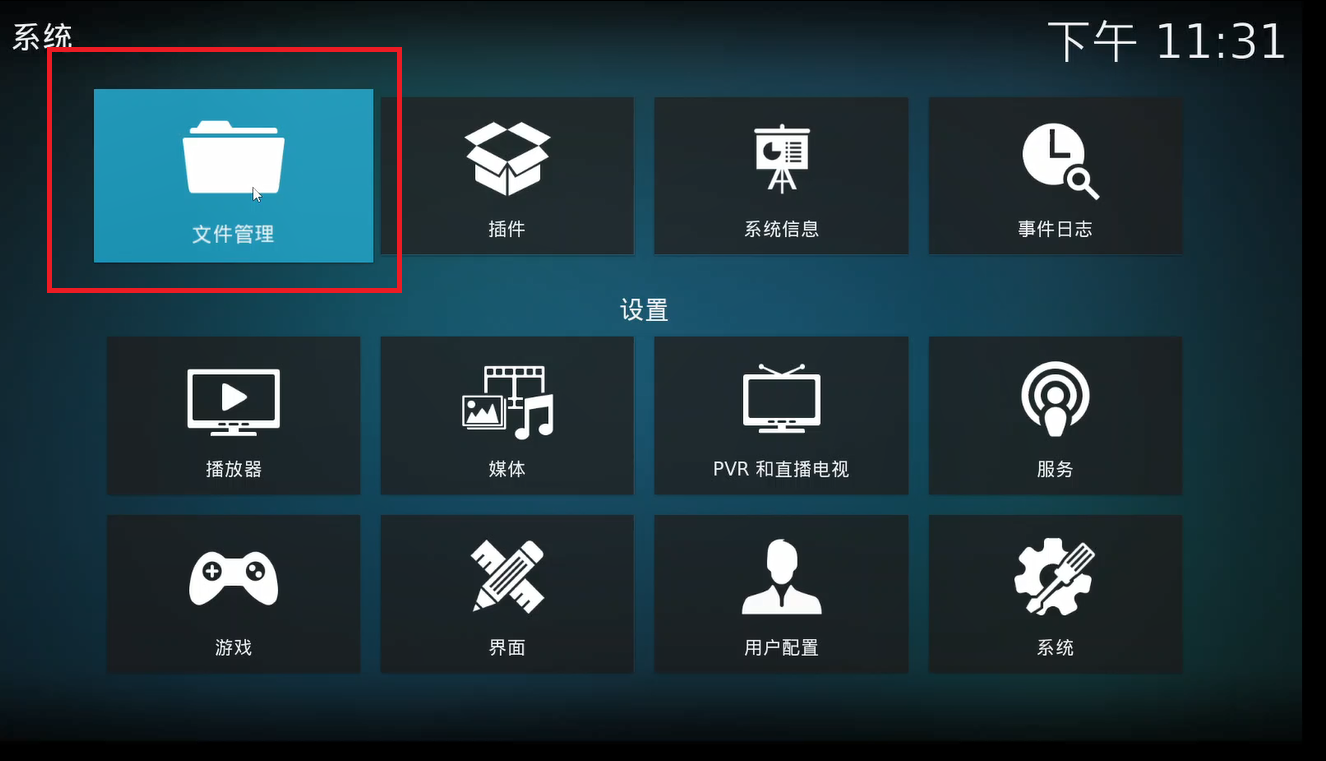 系统
下午 11:31
文件管理
插件
系统信息
事件日志
设置
播放器
媒体
PVR 和直播电视
服务
游戏
界面
用户配置
系统